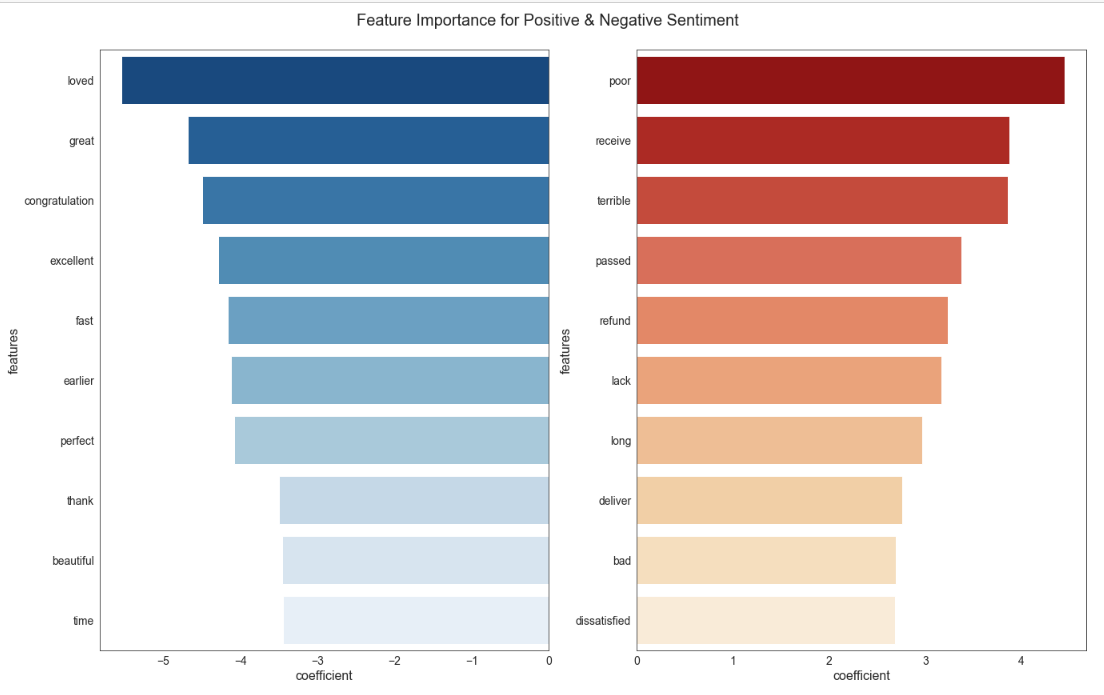 Feature Importance for Positive & Negative Sentiment
features
loved
great
congratulation
excellent
fast
earlier
perfect
thank
beautiful
time
−5 −4 −3 −2 −1 0
coefficient
features
poor
receive
terrible
passed
refund
lack
long
deliver
bad
dissatisfied
0 1 2 3 4
coefficient